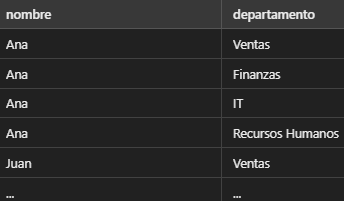 nombre departamento
Ana Ventas
Ana Finanzas
Ana IT
Ana Recursos Humanos
Juan Ventas
... ...